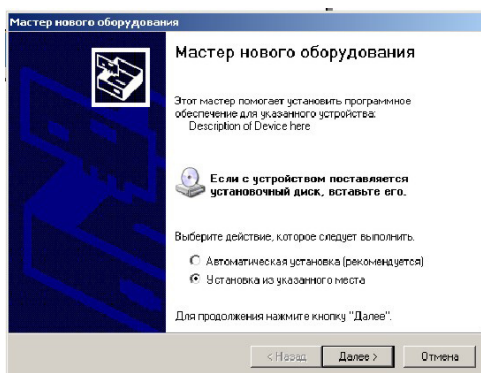 Мастер нового оборудования
Мастер нового оборудования
Этот мастер помогает установить программное
обеспечение для указанного устройства:
Description of Device here
Если с устройством поставляется
установочный диск, вставьте его.
Выберите действие, которое следует выполнить.
Автоматическая установка (рекомендуется)
Установка из указанного места
Для продолжения нажмите кнопку "Далее".
< Назад
Далее >
Отмена